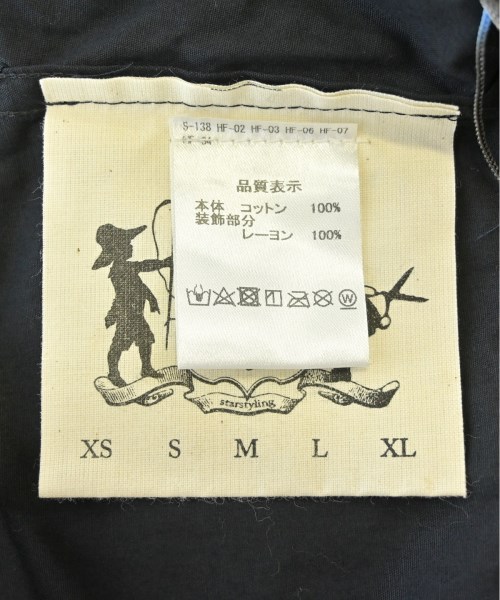 S-138 HF-02 HF-03 HF-06 HF-07
品質表示
本体 コットン 100%
装飾部分
レーヨン 100%
W
starstyling
XS S M L XL